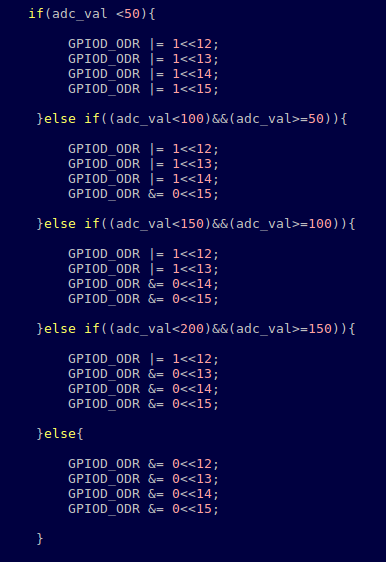 if(adc_val <50){
GPIOD_ODR |= 1<<12;
GPIOD_ODR |= 1<<13;
GPIOD_ODR |= 1<<14;
GPIOD_ODR |= 1<<15;
}else if((adc_val<100)&&(adc_val>=50)){
GPIOD_ODR |= 1<<12;
GPIOD_ODR |= 1<<13;
GPIOD_ODR |= 1<<14;
GPIOD_ODR &= 0<<15;
}else if((adc_val<150)&&(adc_val>=100)){
GPIOD_ODR |= 1<<12;
GPIOD_ODR |= 1<<13;
GPIOD_ODR &= 0<<14;
GPIOD_ODR &= 0<<15;
}else if((adc_val<200)&&(adc_val>=150)){
GPIOD_ODR |= 1<<12;
GPIOD_ODR &= 0<<13;
GPIOD_ODR &= 0<<14;
GPIOD_ODR &= 0<<15;
}else{
GPIOD_ODR &= 0<<12;
GPIOD_ODR &= 0<<13;
GPIOD_ODR &= 0<<14;
GPIOD_ODR &= 0<<15;
}